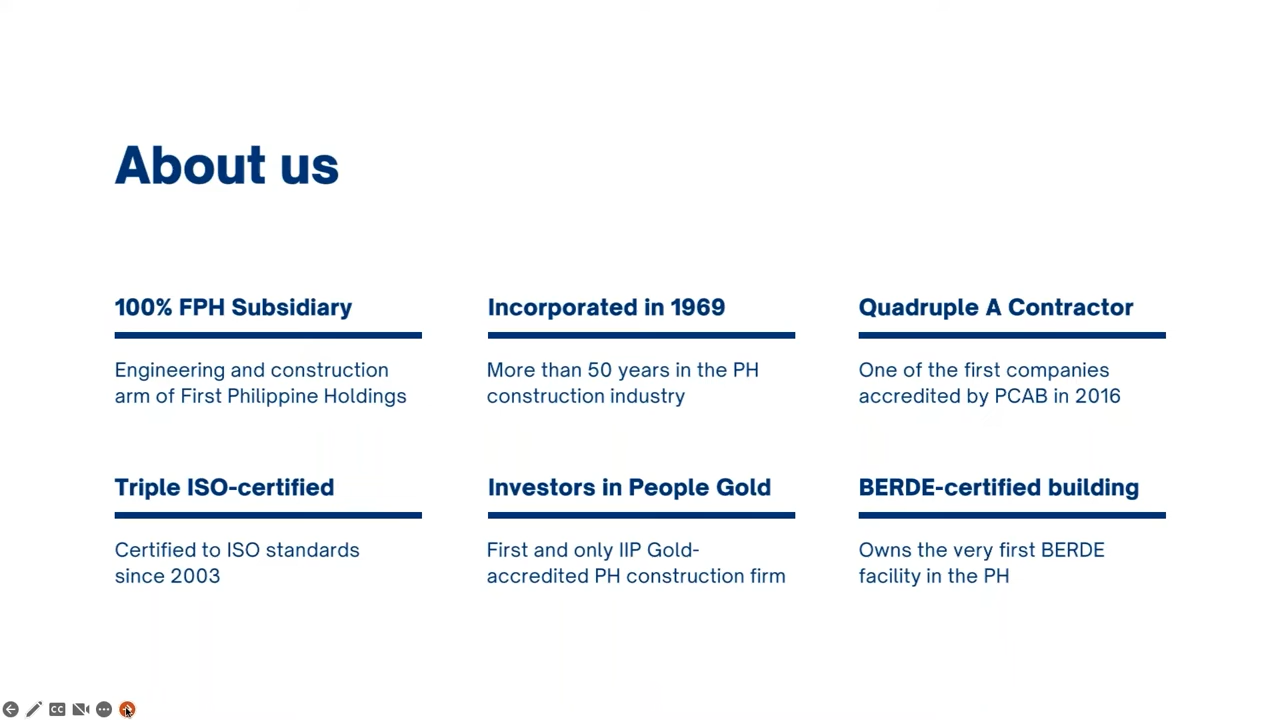 About us
100% FPH Subsidiary
Engineering and construction
arm of First Philippine Holdings
Incorporated in 1969
More than 50 years in the PH
construction industry
Quadruple A Contractor
One of the first companies
accredited by PCAB in 2016
Triple ISO-certified
Certified to ISO standards
since 2003
Investors in People Gold
First and only IIP Gold-
accredited PH construction firm
BERDE-certified building
Owns the very first BERDE
facility in the PH
CC